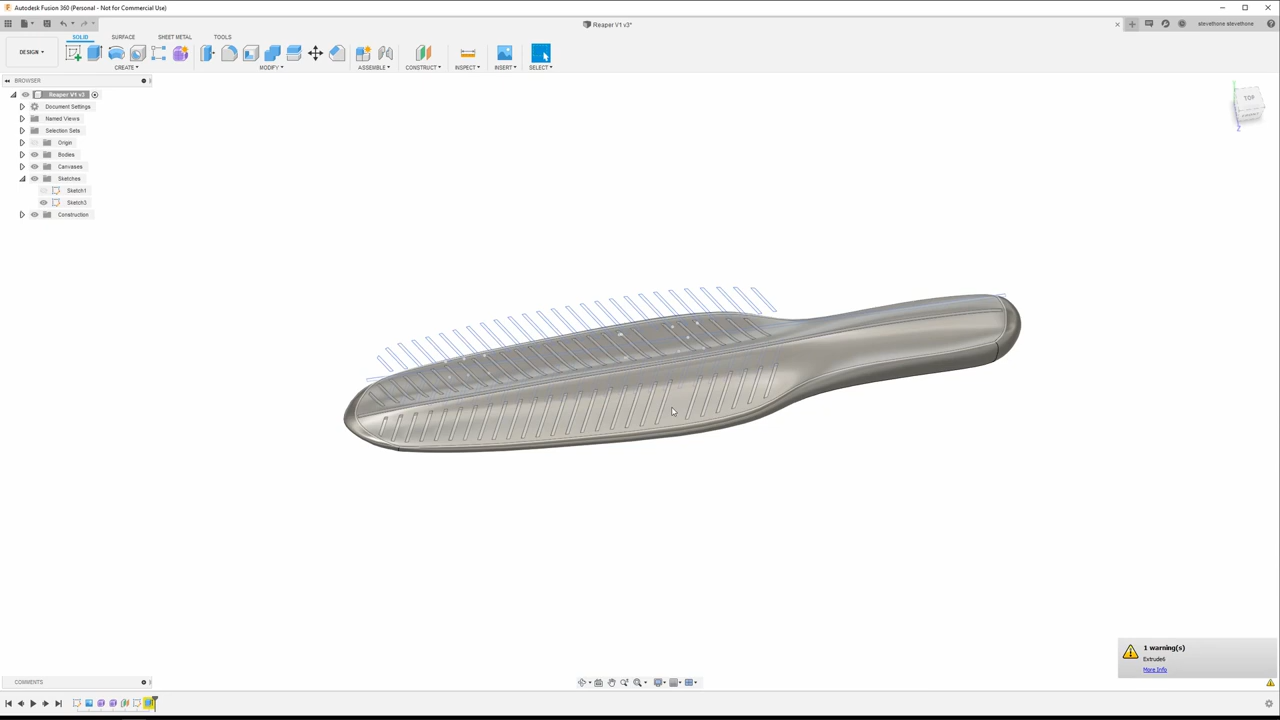 Autodesk Fusion 360 (Personal - Not for Commercial Use)
Reaper V1 v3*
stevethone stevethone
DESIGN
SOLID SURFACE SHEET METAL TOOLS
CREATE MODIFY ASSEMBLE CONSTRUCT INSPECT INSERT SELECT
BROWSER
Reaper V1 v3
Document Settings
Named Views
Selection Sets
Origin
Bodies
Canvases
Sketches
Sketch1
Sketch3
Construction
TOP
Z
1 warning(s)
Extrude6
More Info
COMMENTS